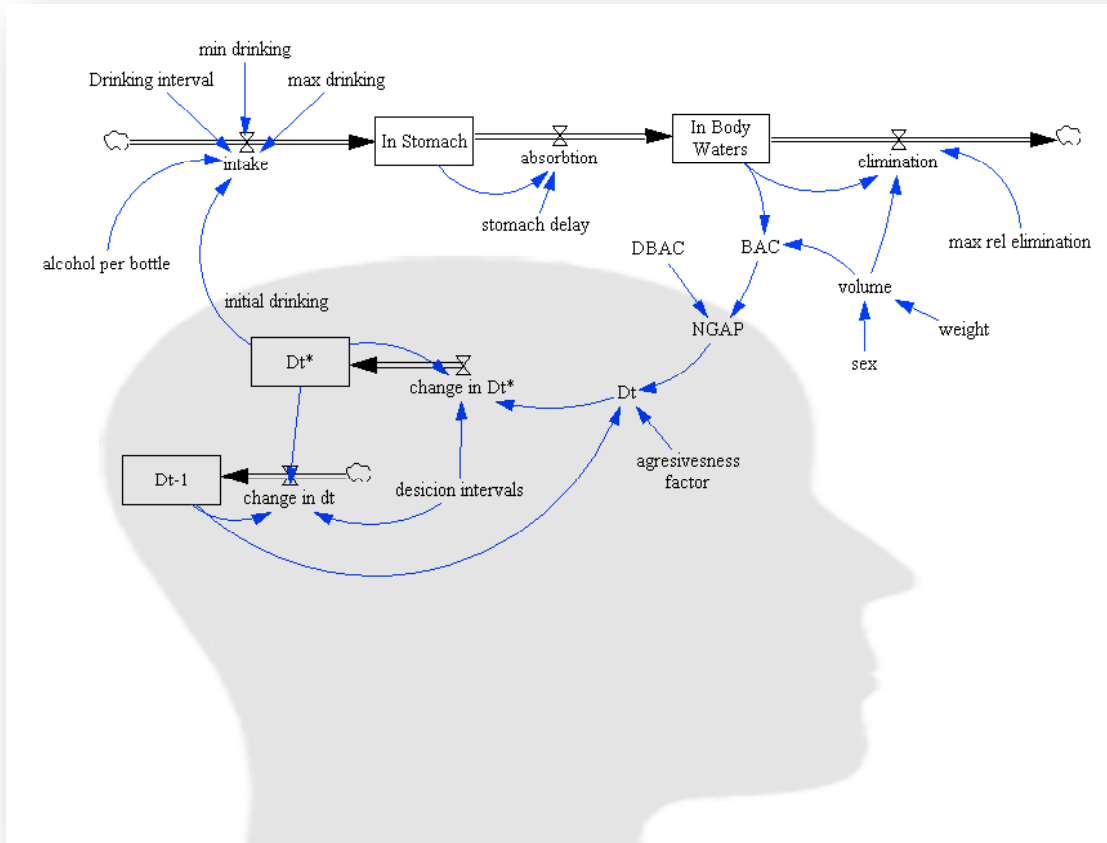 min drinking
Drinking interval
max drinking
In Stomach
In Body
Waters
intake
absorbtion
climination
stomach delay
alcohol per bottle
DBAC
BAC
max rel elimination
volume
initial drinking
NGAP
weight
sex
Dt*
change in Dt*
Dt
agresivesness
factor
Dt-1
change in dt
desicion intervals